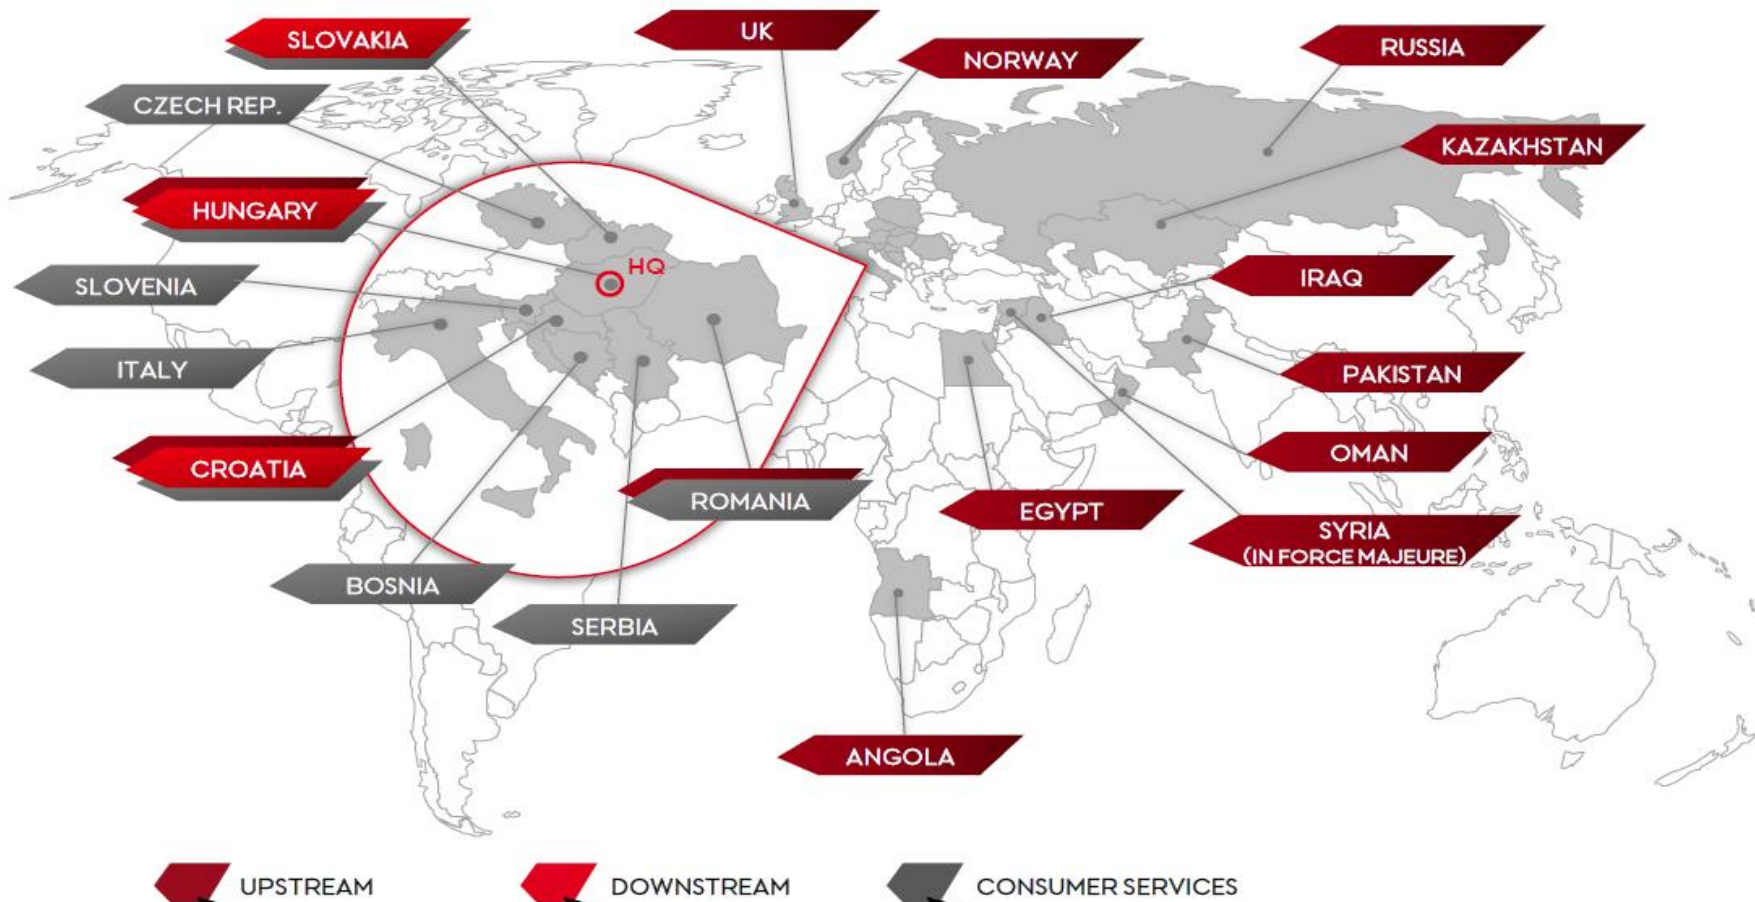 SLOVAKIA
UK
NORWAY
RUSSIA
CZECH REP.
KAZAKHSTAN
HUNGARY
HQ
SLOVENIA
IRAQ
ITALY
PAKISTAN
CROATIA
OMAN
ROMANIA
EGYPT
SYRIA
(IN FORCE MAJEURE)
BOSNIA
SERBIA
ANGOLA
UPSTREAM
DOWNSTREAM
CONSUMER SERVICES